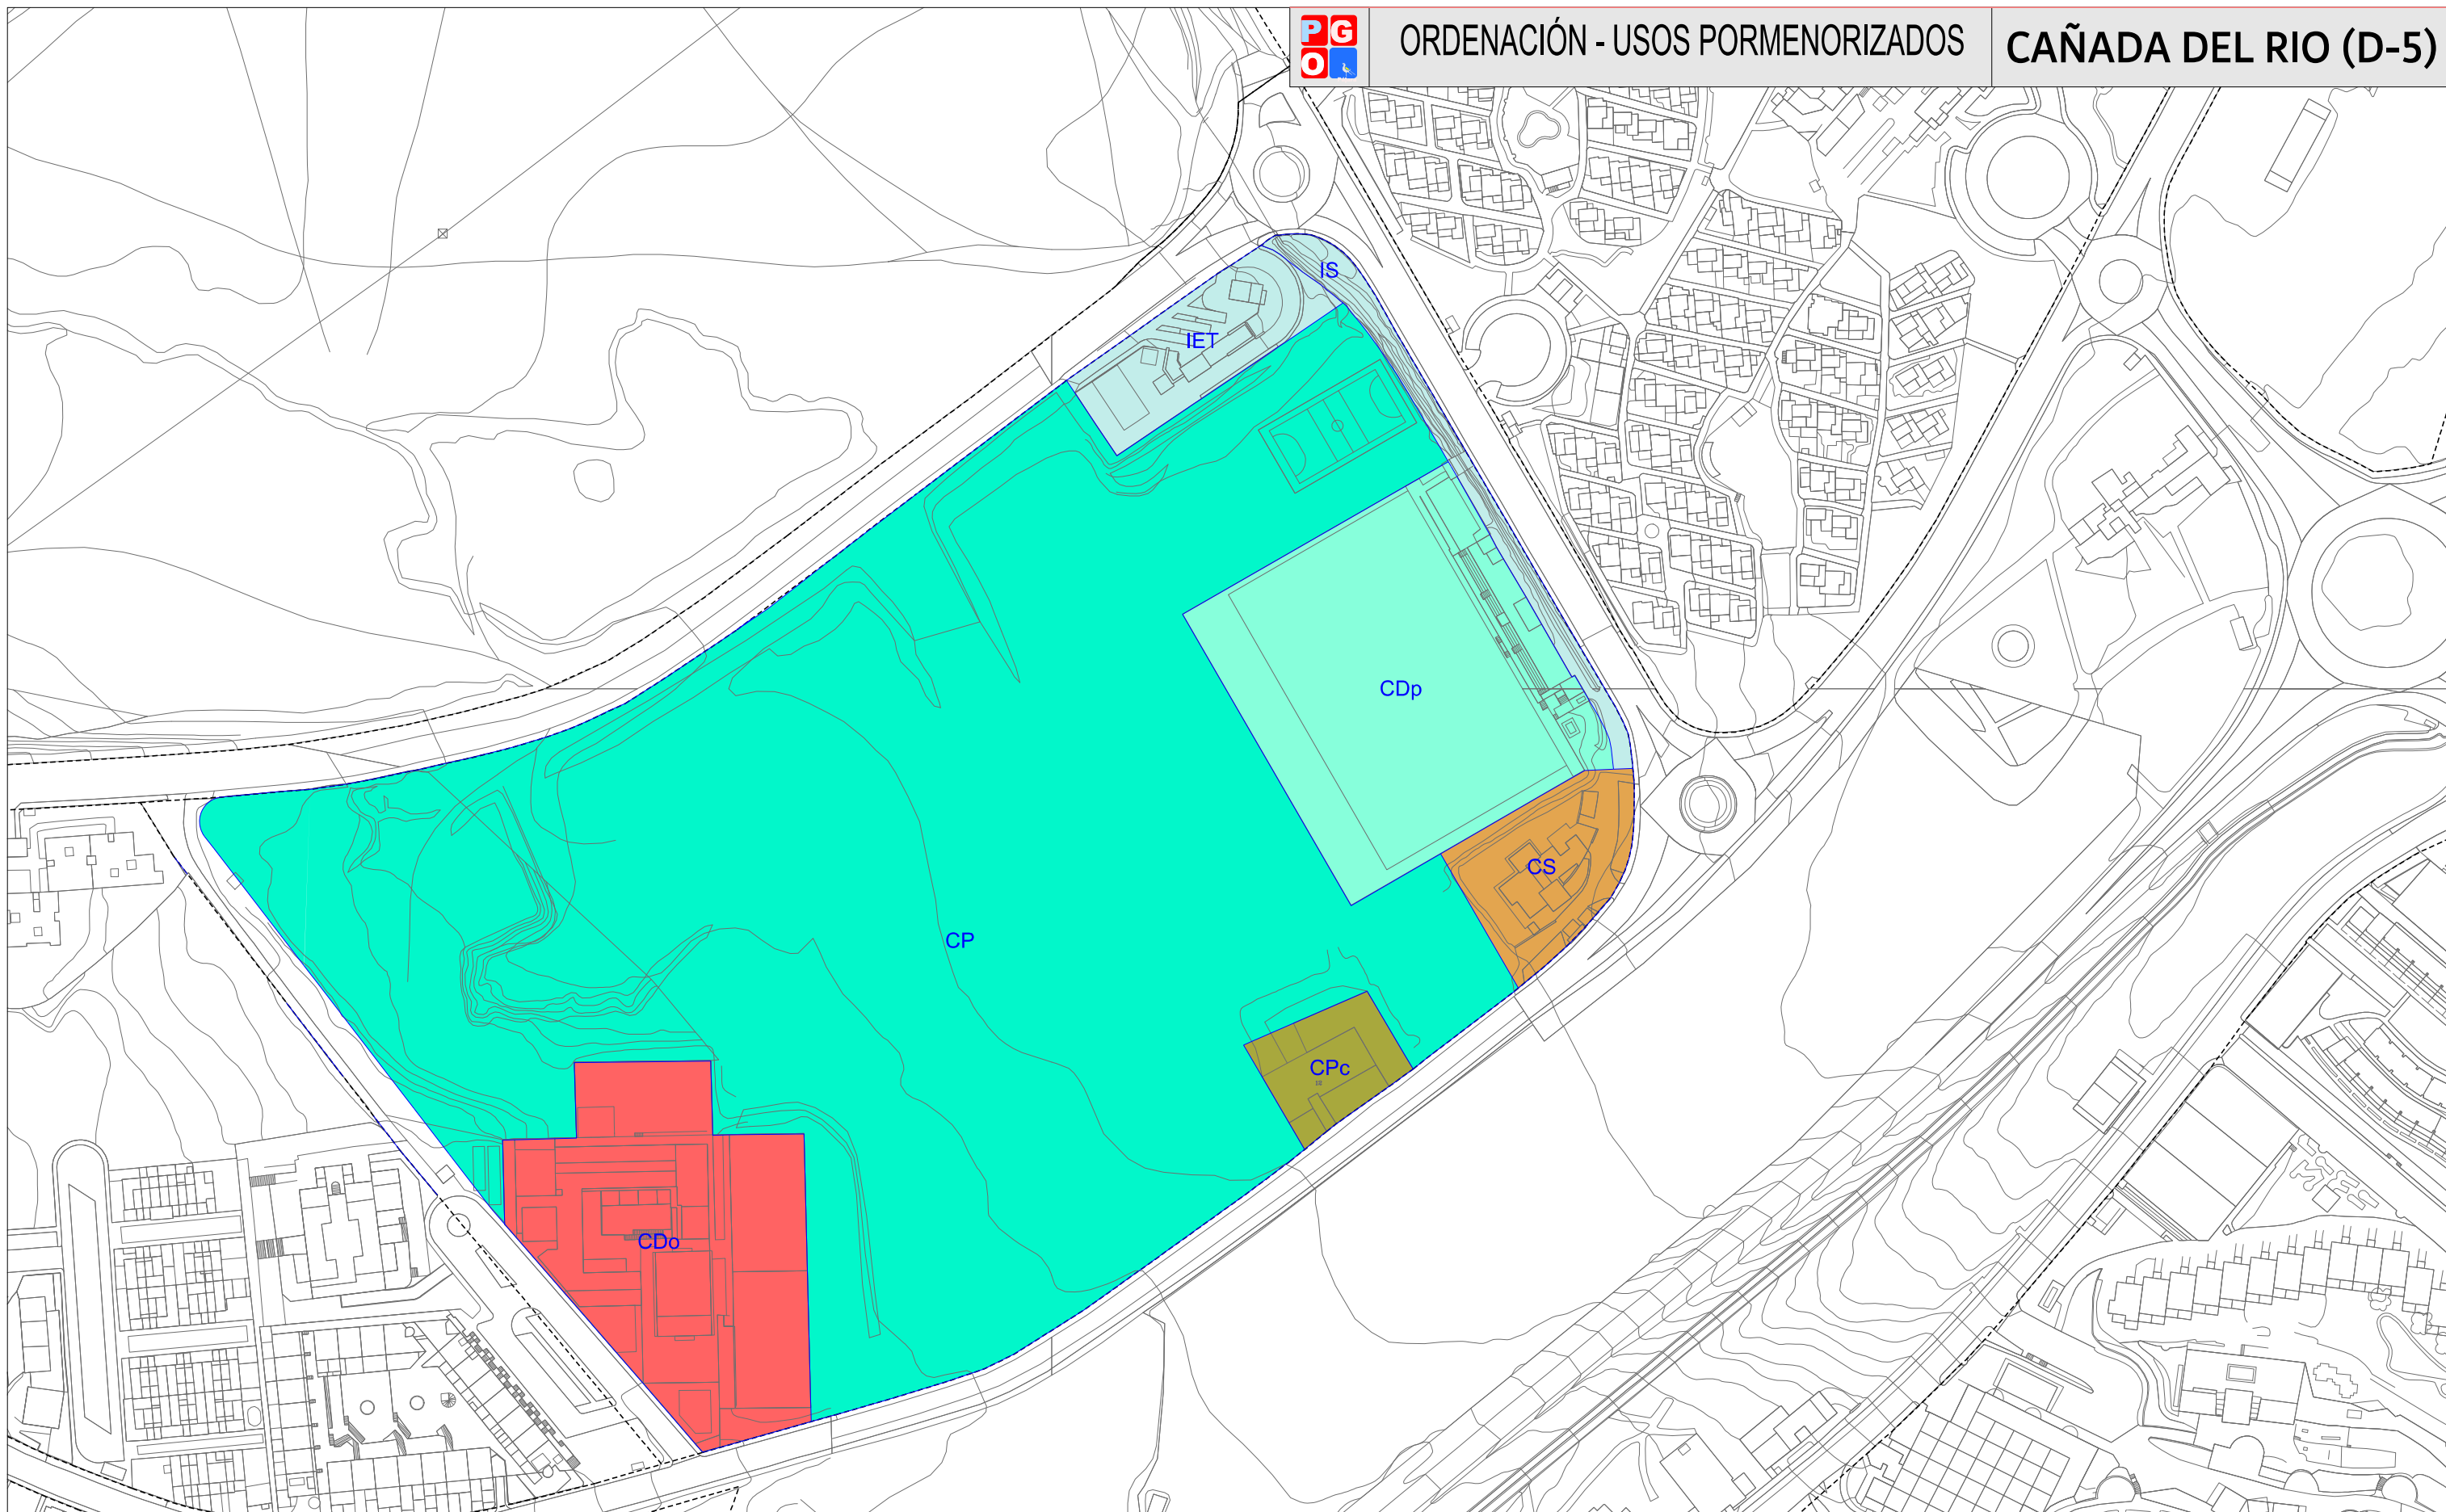 PG
O
ORDENACIÓN - USOS PORMENORIZADOS
CAÑADA DEL RIO (D-5)
IS
IET
CDp
CS
CP
CPc
CDo